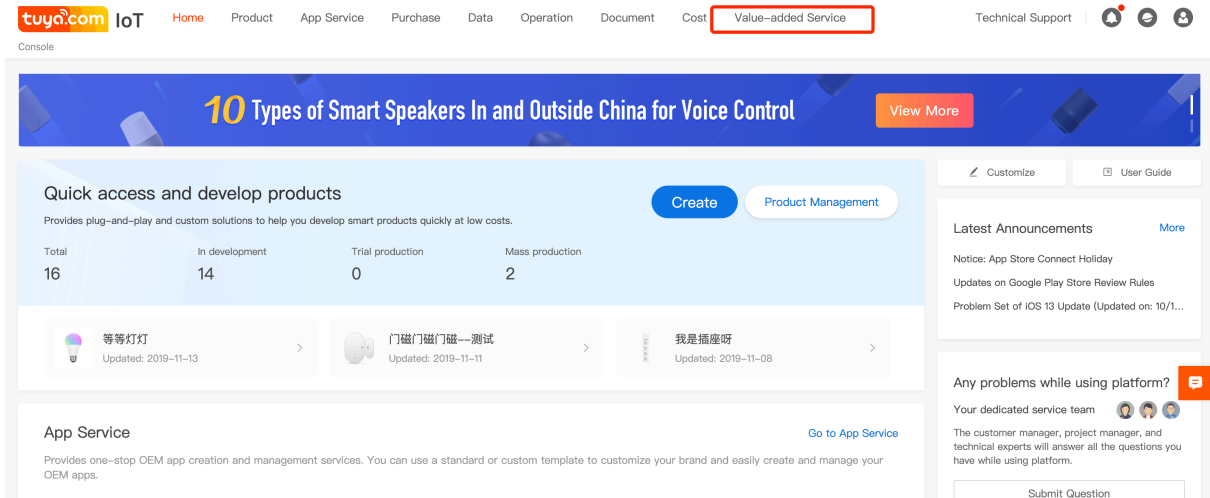 tuya.com IoT Home Product App Service Purchase Data Operation Document Cost Value-added Service Technical Support
Console
10 Types of Smart Speakers In and Outside China for Voice Control View More
Quick access and develop products
Provides plug-and-play and custom solutions to help you develop smart products quickly at low costs.
Create Product Management
Total In development Trial production Mass production
16 14 0 2
等等灯灯
Updated: 2019-11-13
门磁门磁门磁--测试
Updated: 2019-11-11
我是插座呀
Updated: 2019-11-08
App Service Go to App Service
Provides one-stop OEM app creation and management services. You can use a standard or custom template to customize your brand and easily create and manage your
OEM apps.
Customize User Guide
Latest Announcements More
Notice: App Store Connect Holiday
Updates on Google Play Store Review Rules
Problem Set of iOS 13 Update (Updated on: 10/1...
Any problems while using platform?
Your dedicated service team
The customer manager, project manager, and
technical experts will answer all the questions you
have while using platform.
Submit Question